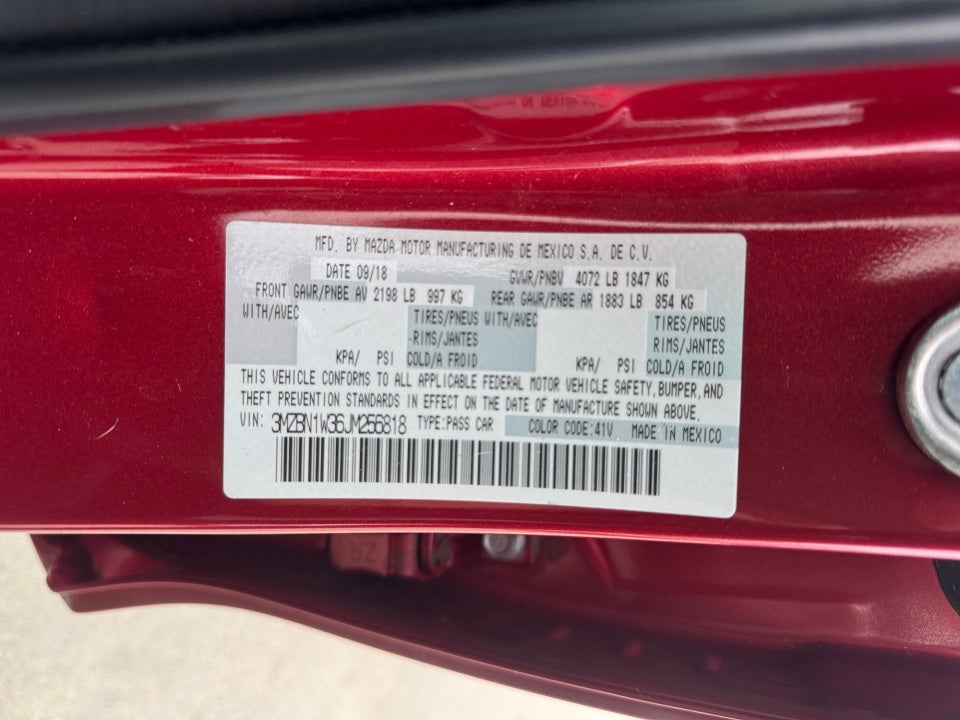 MFD. BY MAZDA MOTOR MANUFACTURING DE MEXICO S.A. DE C.V.
DATE 09/18 GVWR/PNBV 4072 LB 1847 KG
FRONT GAWR/PNBE AV 2198 LB 997 KG REAR GAWR/PNBE AR 1883 LB 854 KG
WITH/AVEC TIRES/PNEUS WITH/AVEC TIRES/PNEUS
-RIMS/JANTES RIMS/JANTES
KPA/ PSI COLD/A FROID KPA/ PSI COLD/A FROID
THIS VEHICLE CONFORMS TO ALL APPLICABLE FEDERAL MOTOR VEHICLE SAFETY, BUMPER, AND
THEFT PREVENTION STANDARDS IN EFFECT ON THE DATE OF MANUFACTURE SHOWN ABOVE.
VIN: 3MZBN1W36JM256818 TYPE:PASS CAR COLOR CODE:41V MADE IN MEXICO
ZR